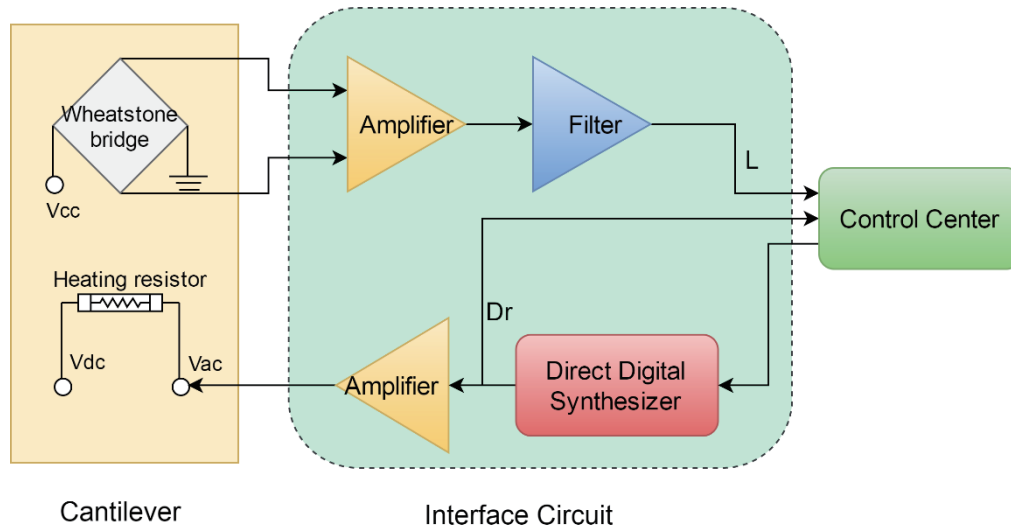 Wheatstone
bridge
Vcc
Heating resistor
Vdc
Vac
Cantilever
Amplifier
Filter
L
Dr
Amplifier
Direct Digital
Synthesizer
Interface Circuit
Control Center